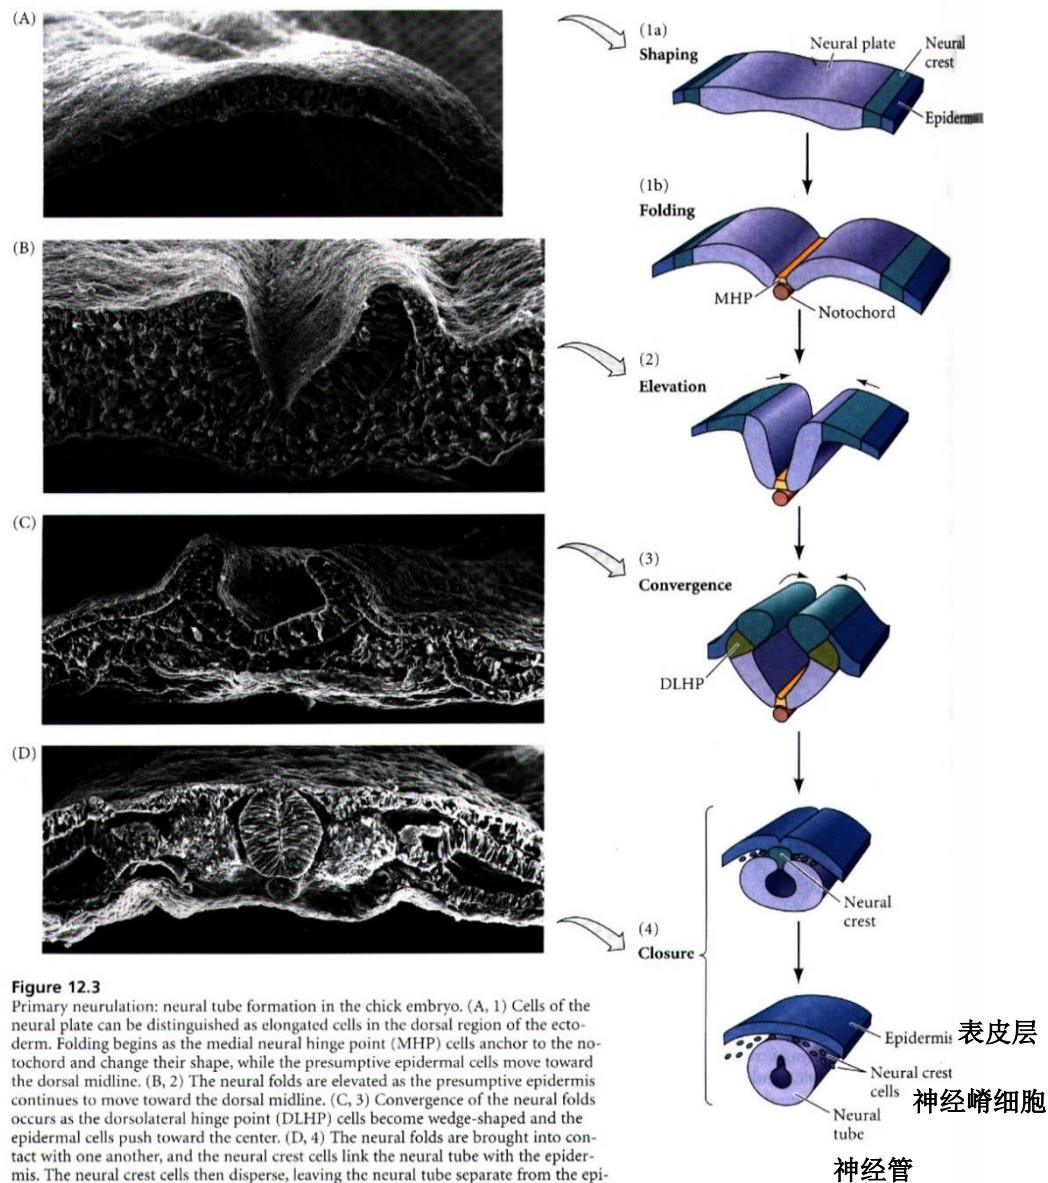 (A)
(1a)
Shaping
Neural plate
Neural
crest
Epidermis
(1b)
Folding
MHP
Notochord
(B)
(2)
Elevation
(C)
(3)
Convergence
DLHP
(D)
Neural
crest
(4)
Closure
Epidermis 表皮层
Neural crest
cells
神经嵴细胞
Neural
tube
神经管
Figure 12.3
Primary neurulation: neural tube formation in the chick embryo. (A, 1) Cells of the
neural plate can be distinguished as elongated cells in the dorsal region of the ecto-
derm. Folding begins as the medial neural hinge point (MHP) cells anchor to the no-
tochord and change their shape, while the presumptive epidermal cells move toward
the dorsal midline. (B, 2) The neural folds are elevated as the presumptive epidermis
continues to move toward the dorsal midline. (C, 3) Convergence of the neural folds
occurs as the dorsolateral hinge point (DLHP) cells become wedge-shaped and the
epidermal cells push toward the center. (D, 4) The neural folds are brought into con-
tact with one another, and the neural crest cells link the neural tube with the epider-
mis. The neural crest cells then disperse, leaving the neural tube separate from the epi-